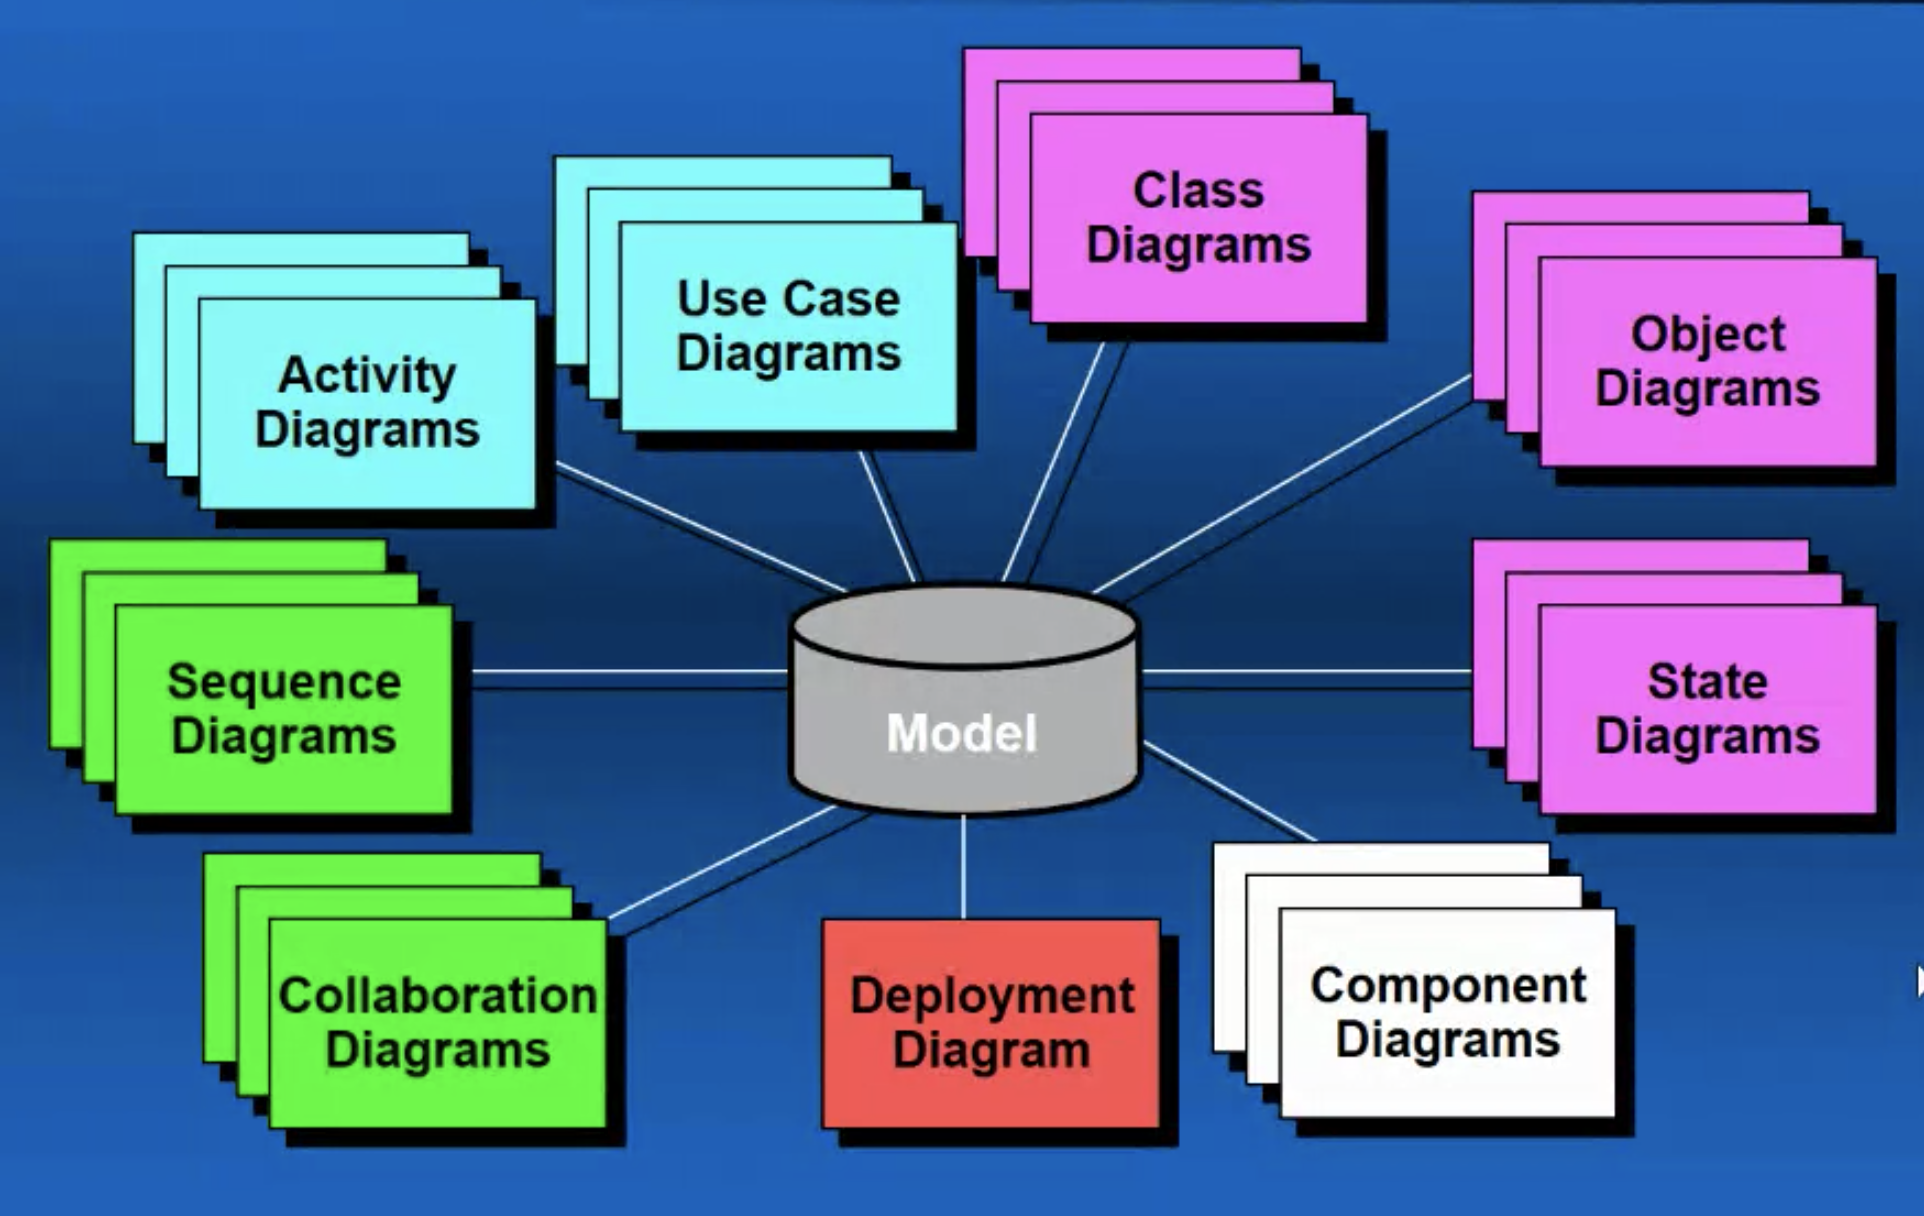 Class
Diagrams
Use Case
Diagrams
Object
Diagrams
Activity
Diagrams
Sequence
Diagrams
Model
State
Diagrams
Collaboration
Diagrams
Deployment
Diagram
Component
Diagrams